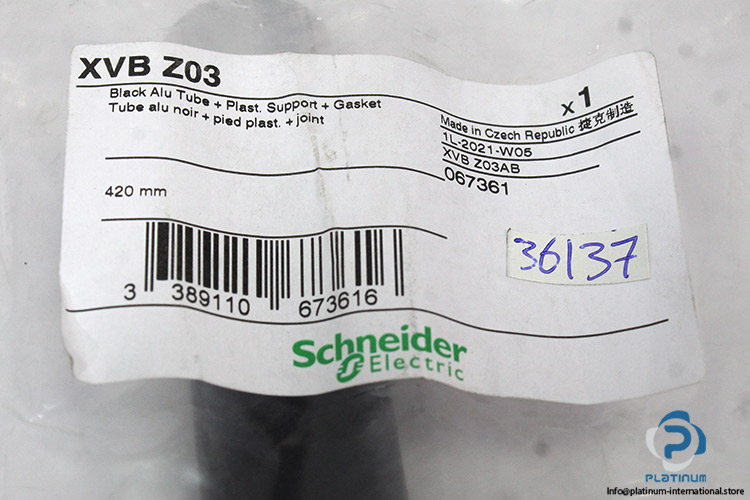 XVB Z03
Black Alu Tube + Plast. Support + Gasket
Tube alu noir + pied plast. + joint
x 1
Made in Czech Republic 捷克制造
1L-2021-W05
XVB Z03AB
067361
420 mm
36137
3 389110 673616
Schneider
Electric
PLATINUM
Info@platinum-international.store